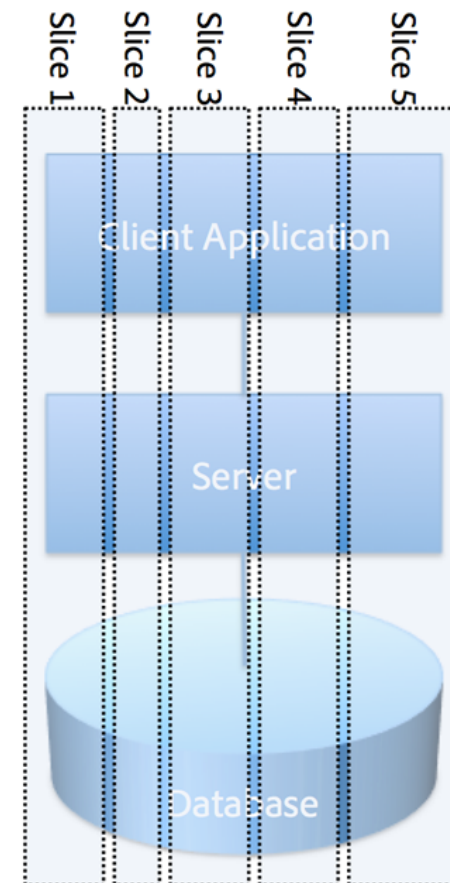 Slice 1
Slice 2
Slice 3
Slice 4
Slice 5
Client Application
Server
Database